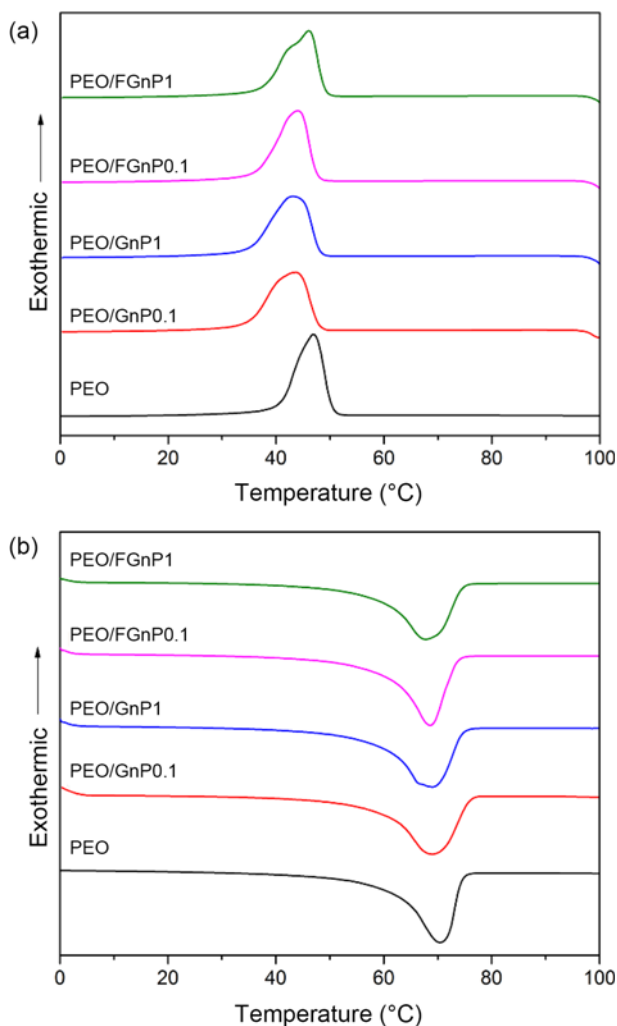 (a)
PEO/FGnP1
PEO/FGnP0.1
PEO/GnP1
PEO/GnP0.1
PEO
Exothermic
0 20 40 60 80 100
Temperature (°C)
(b)
PEO/FGnP1
PEO/FGnP0.1
PEO/GnP1
PEO/GnP0.1
PEO
Exothermic
0 20 40 60 80 100
Temperature (°C)